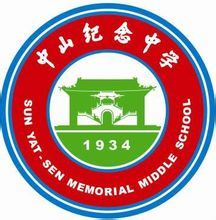 中山纪念中学
1934
SUN YAT-SEN MEMORIAL MIDDLE SCHOOL